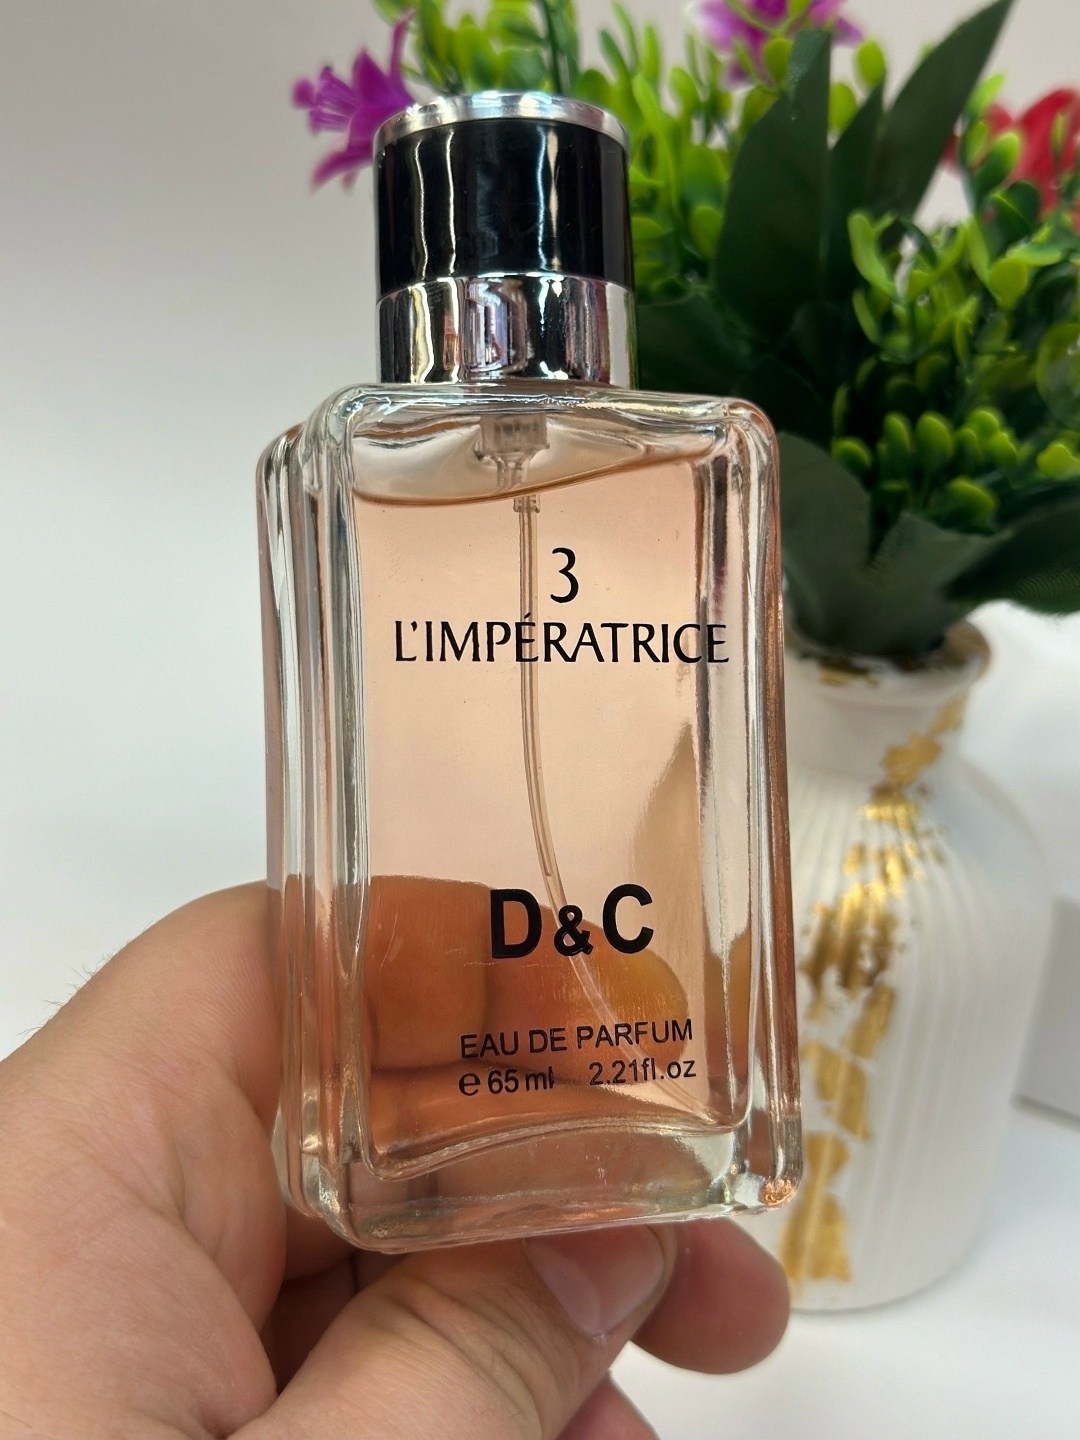 3
L'IMPÉRATRICE
D&C
EAU DE PARFUM
e 65 ml 2.21fl.oz